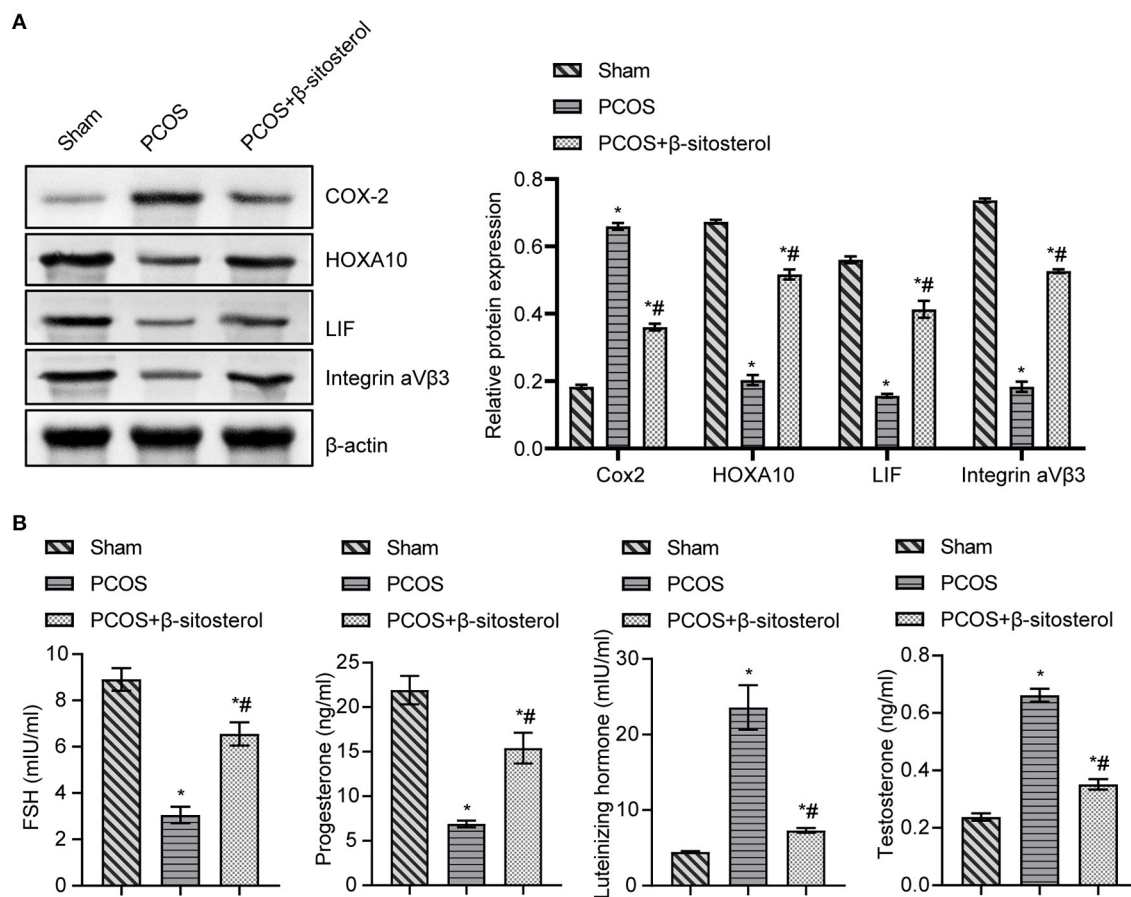 A
Sham
PCOS
PCOS+β-sitosterol
COX-2
HOXA10
LIF
Integrin aVβ3
β-actin
Sham
PCOS
PCOS+β-sitosterol
Relative protein expression
0.8
0.6
0.4
0.2
0.0
*
*#
*
*#
*
*#
*
*#
Cox2
HOXA10
LIF
Integrin aVβ3
B
Sham
PCOS
PCOS+β-sitosterol
FSH (mIU/ml)
10
8
6
4
2
0
*
*#
Sham
PCOS
PCOS+β-sitosterol
Progesterone (ng/ml)
25
20
15
10
5
0
*
*#
Sham
PCOS
PCOS+β-sitosterol
Luteinizing hormone (mIU/ml)
30
20
10
0
*
*#
Sham
PCOS
PCOS+β-sitosterol
Testosterone (ng/ml)
0.8
0.6
0.4
0.2
0.0
*
*#